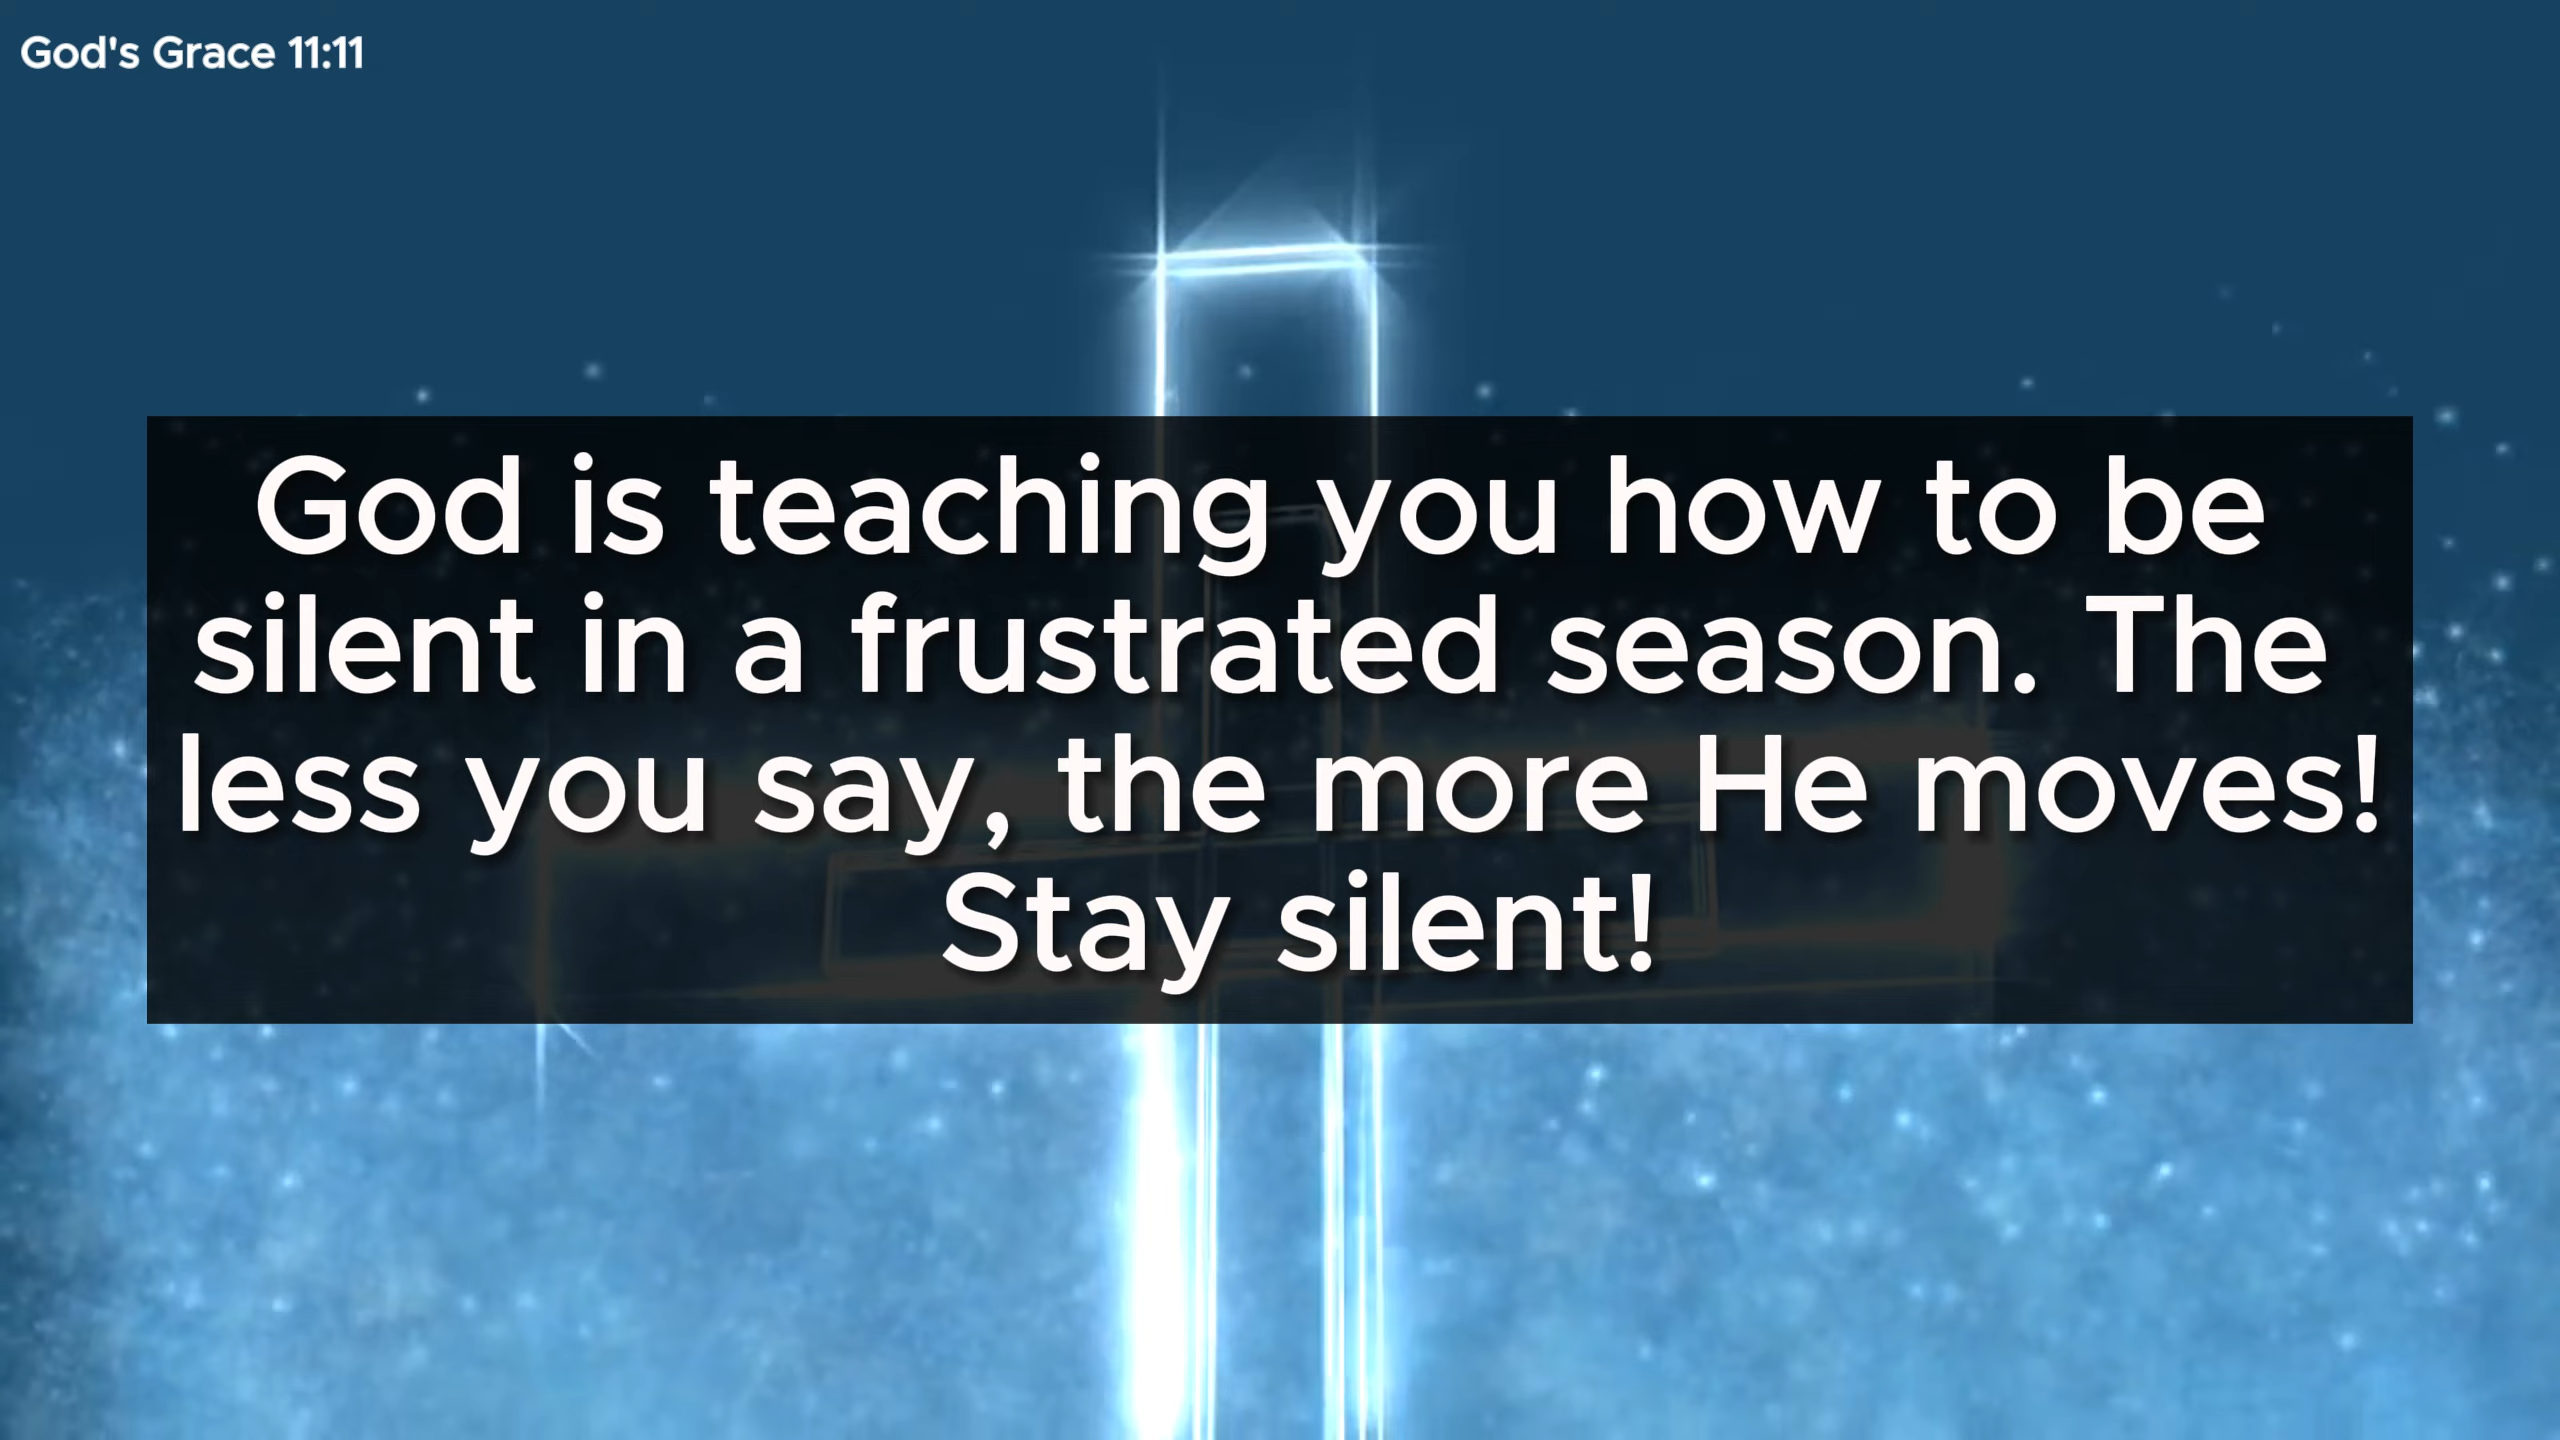 God's Grace 11:11
God is teaching you how to be
silent in a frustrated season. The
less you say, the more He moves!
Stay silent!